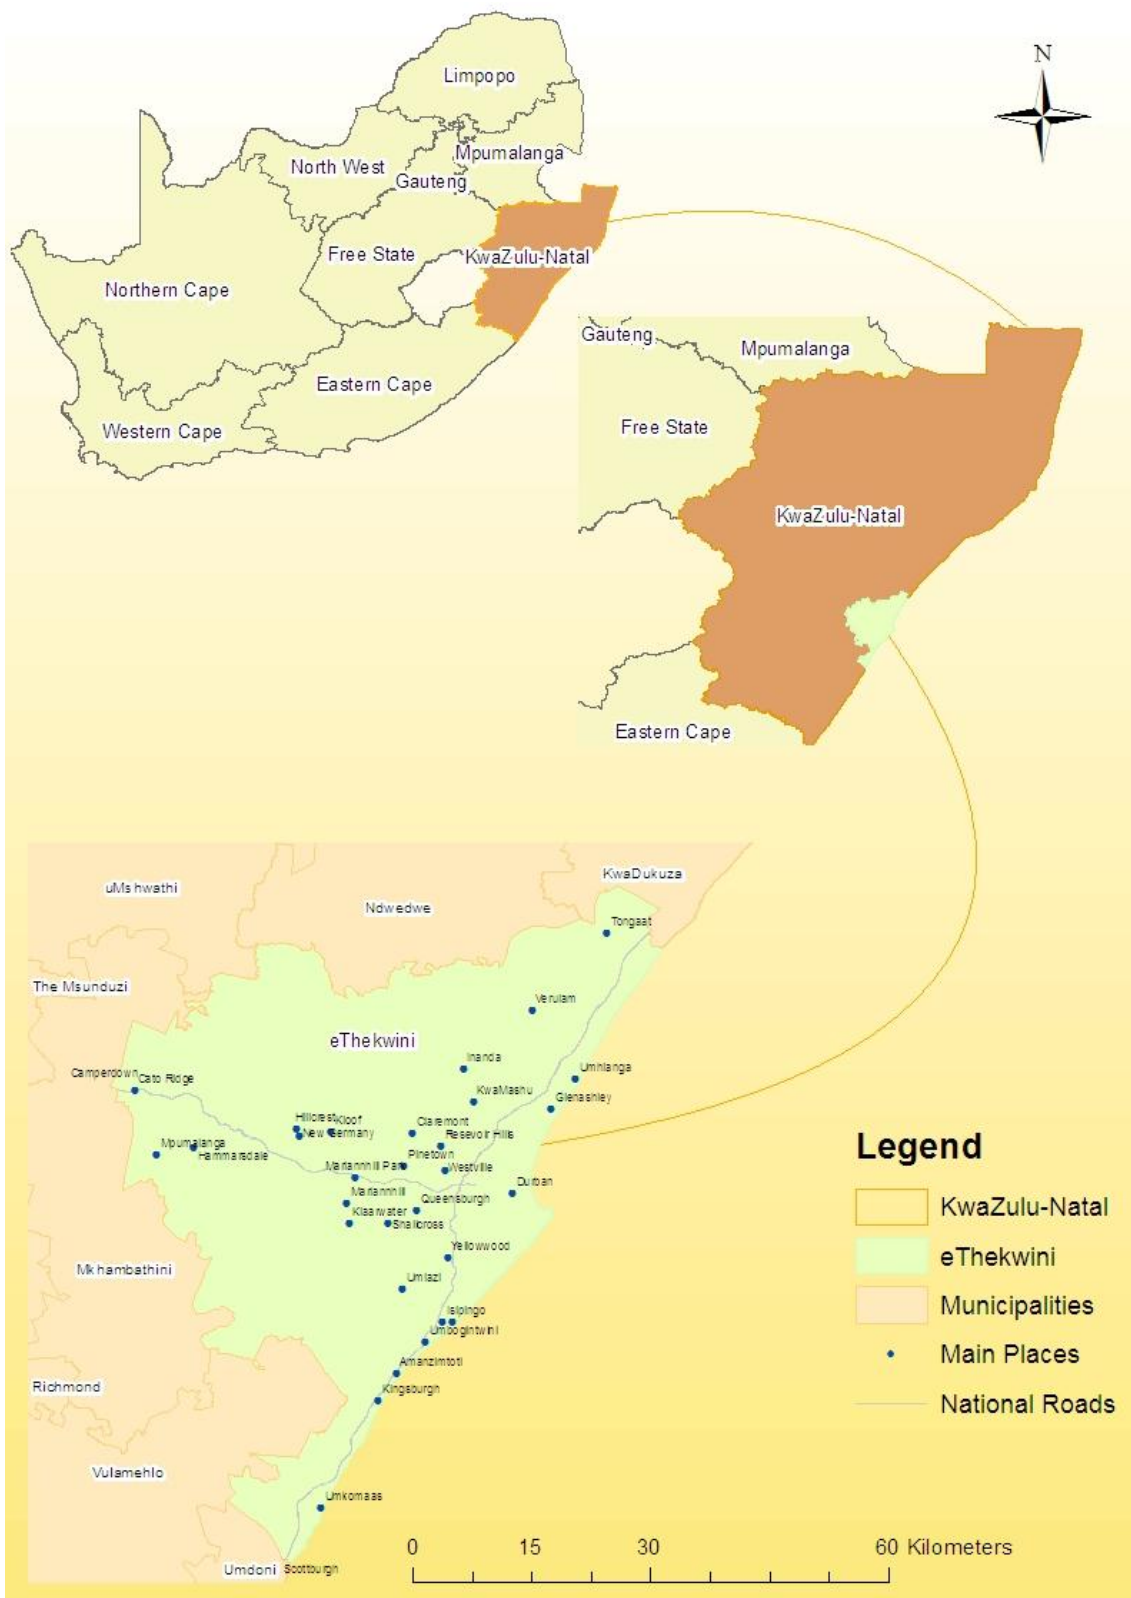 N
Limpopo
Mpumalanga
North West
Gauteng
Free State
KwaZulu-Natal
Northern Cape
Eastern Cape
Western Cape
Gauteng
Mpumalanga
Free State
KwaZulu-Natal
Eastern Cape
KwaDukuza
uMshwathi
Ndwedwe
Tongaat
The Msunduzi
Verulam
eThekwini
Inanda
Umhlanga
Camperdown
Cato Ridge
KwaMashu
Glenashley
Hillcrest
Kloof
Claremont
New Germany
Resevoir Hills
Mpumalanga
Hammarsdale
Pinetown
Mariannhill Park
Westville
Durban
Mariannhill
Queensburgh
Klaarwater
Shallcross
Yellowwood
Mkhambathini
Umlazi
Isipingo
Umbogintwini
Amanzimtoti
Richmond
Kingsburgh
Vulamehlo
Umkomaas
Umdoni
Scottburgh
Legend
KwaZulu-Natal
eThekwini
Municipalities
Main Places
National Roads
0 15 30 60 Kilometers